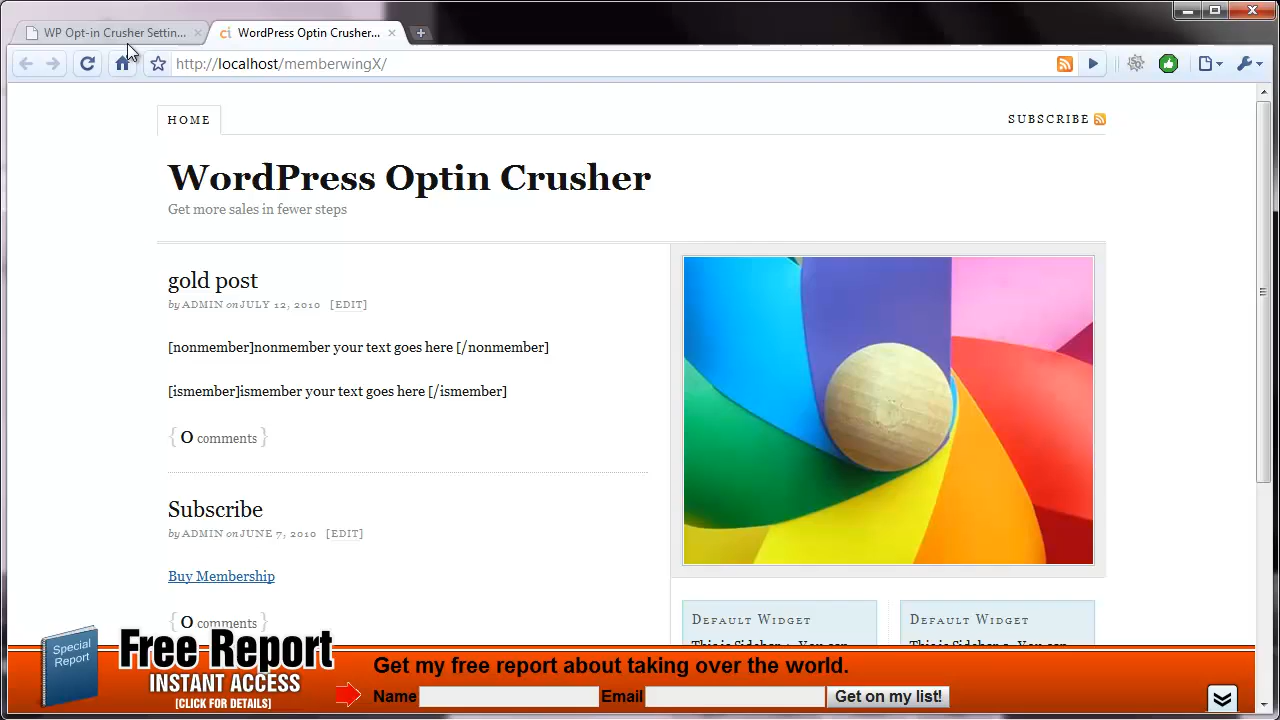 WP Opt-in Crusher Settin...
WordPress Optin Crusher...
http://localhost/memberwingX/
HOME
SUBSCRIBE
WordPress Optin Crusher
Get more sales in fewer steps
gold post
by ADMIN on JULY 12, 2010 [EDIT]
[nonmember]nonmember your text goes here [/nonmember]
[ismember]ismember your text goes here [/ismember]
{ 0 comments }
Subscribe
by ADMIN on JUNE 7, 2010 [EDIT]
Buy Membership
{ 0 comments }
Default Widget
Default Widget
Special Report
Free Report
INSTANT ACCESS
[CLICK FOR DETAILS]
Get my free report about taking over the world.
Name
Email
Get on my list!